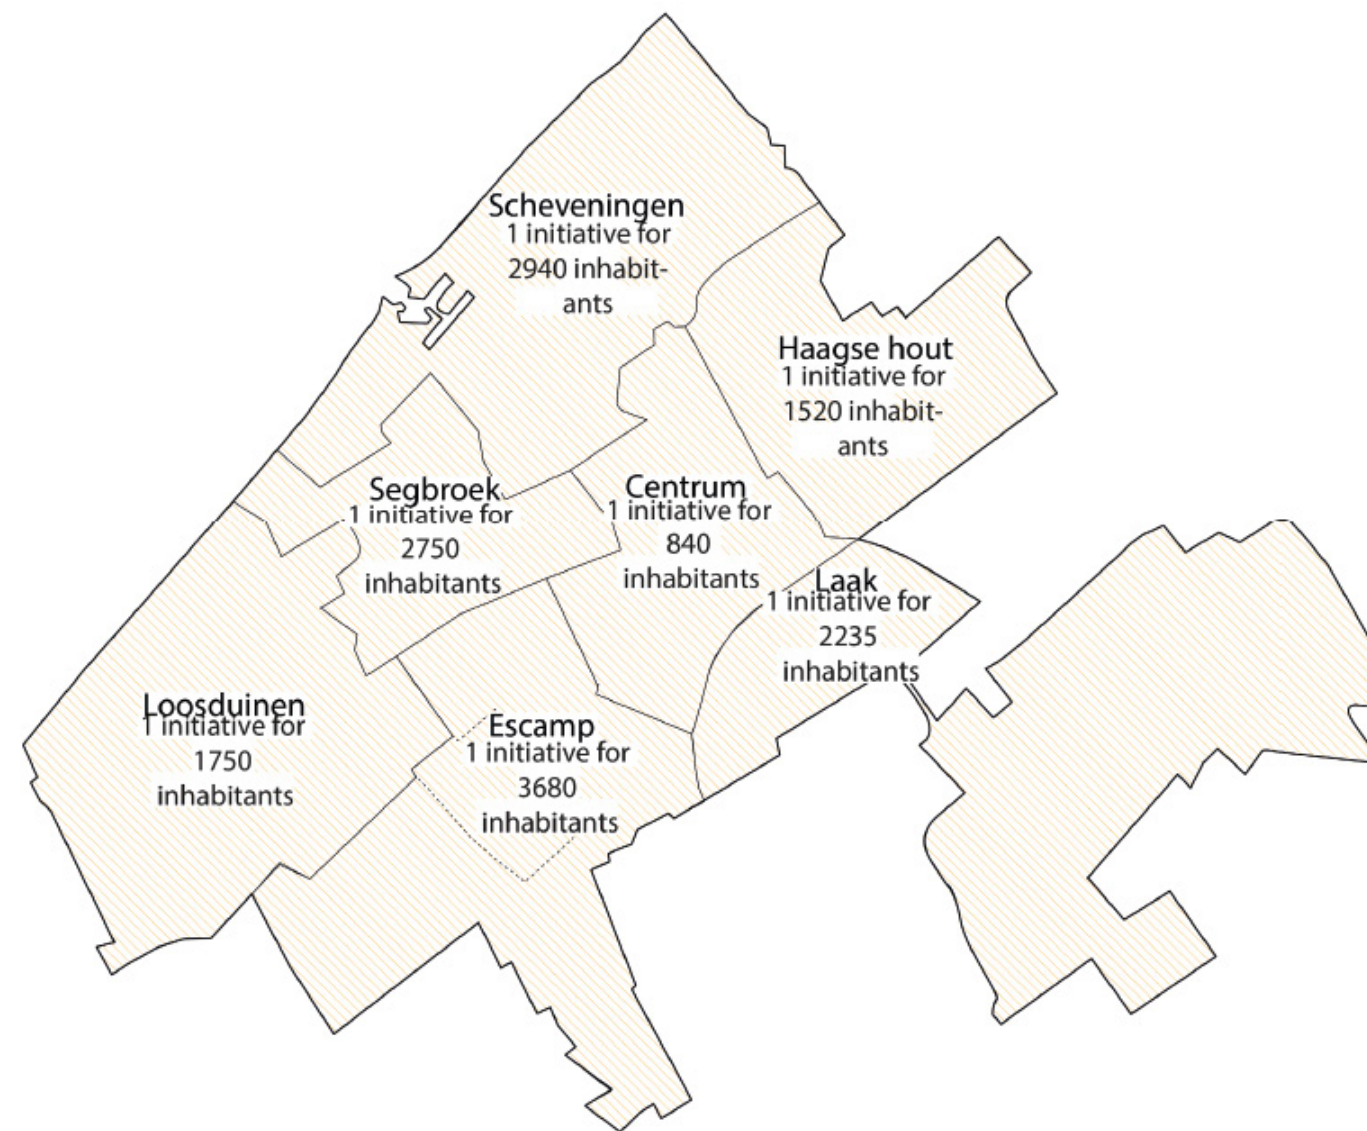 Scheveningen
1 initiative for
2940 inhabit-
ants
Haagse hout
1 initiative for
1520 inhabit-
ants
Segbroek
1 initiative for
2750
inhabitants
Centrum
1 initiative for
840
inhabitants
Laak
1 initiative for
2235
inhabitants
Loosduinen
1 initiative for
1750
inhabitants
Escamp
1 initiative for
3680
inhabitants